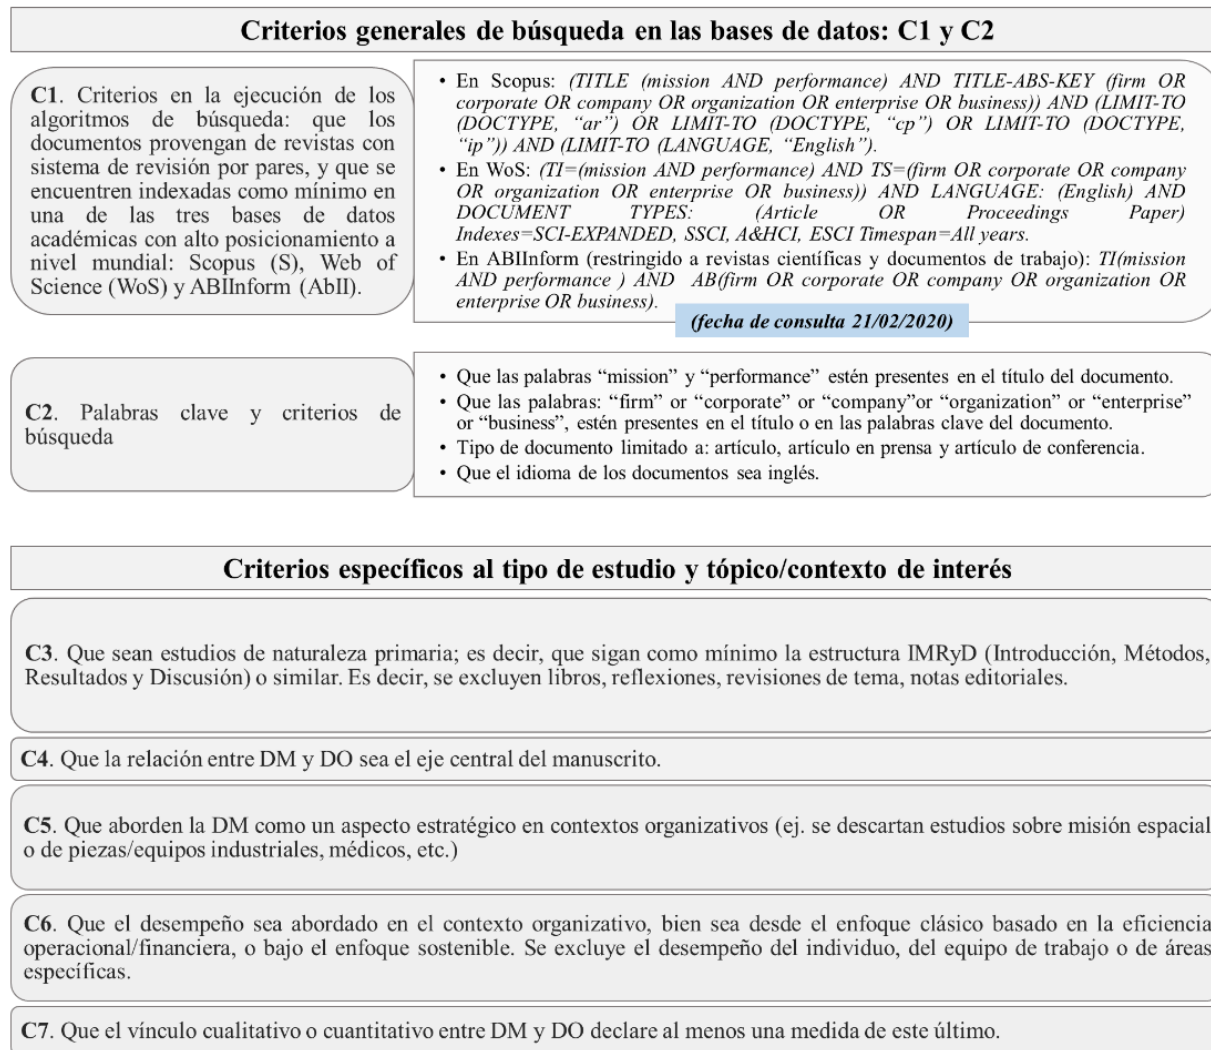 Criterios generales de búsqueda en las bases de datos: C1 y C2
C1. Criterios en la ejecución de los
algoritmos de búsqueda: que los
documentos provengan de revistas con
sistema de revisión por pares, y que se
encuentren indexadas como mínimo en
una de las tres bases de datos
académicas con alto posicionamiento a
nivel mundial: Scopus (S), Web of
Science (WoS) y ABIInform (AbII).
• En Scopus: (TITLE (mission AND performance) AND TITLE-ABS-KEY (firm OR
corporate OR company OR organization OR enterprise OR business)) AND (LIMIT-TO
(DOCTYPE, “ar”) OR LIMIT-TO (DOCTYPE, “cp”) OR LIMIT-TO (DOCTYPE,
“ip”)) AND (LIMIT-TO (LANGUAGE, “English”).
• En WoS: (TI=(mission AND performance) AND TS=(firm OR corporate OR company
OR organization OR enterprise OR business)) AND LANGUAGE: (English) AND
DOCUMENT TYPES: (Article OR Proceedings Paper)
Indexes=SCI-EXPANDED, SSCI, A&HCI, ESCI Timespan=All years.
• En ABIInform (restringido a revistas científicas y documentos de trabajo): TI(mission
AND performance ) AND AB(firm OR corporate OR company OR organization OR
enterprise OR business).
(fecha de consulta 21/02/2020)
C2. Palabras clave y criterios de
búsqueda
• Que las palabras “mission” y “performance” estén presentes en el título del documento.
• Que las palabras: “firm” or “corporate” or “company”or “organization” or “enterprise”
or “business”, estén presentes en el título o en las palabras clave del documento.
• Tipo de documento limitado a: artículo, artículo en prensa y artículo de conferencia.
• Que el idioma de los documentos sea inglés.
Criterios específicos al tipo de estudio y tópico/contexto de interés
C3. Que sean estudios de naturaleza primaria; es decir, que sigan como mínimo la estructura IMRyD (Introducción, Métodos,
Resultados y Discusión) o similar. Es decir, se excluyen libros, reflexiones, revisiones de tema, notas editoriales.
C4. Que la relación entre DM y DO sea el eje central del manuscrito.
C5. Que aborden la DM como un aspecto estratégico en contextos organizativos (ej. se descartan estudios sobre misión espacial
o de piezas/equipos industriales, médicos, etc.)
C6. Que el desempeño sea abordado en el contexto organizativo, bien sea desde el enfoque clásico basado en la eficiencia
operacional/financiera, o bajo el enfoque sostenible. Se excluye el desempeño del individuo, del equipo de trabajo o de áreas
específicas.
C7. Que el vínculo cualitativo o cuantitativo entre DM y DO declare al menos una medida de este último.